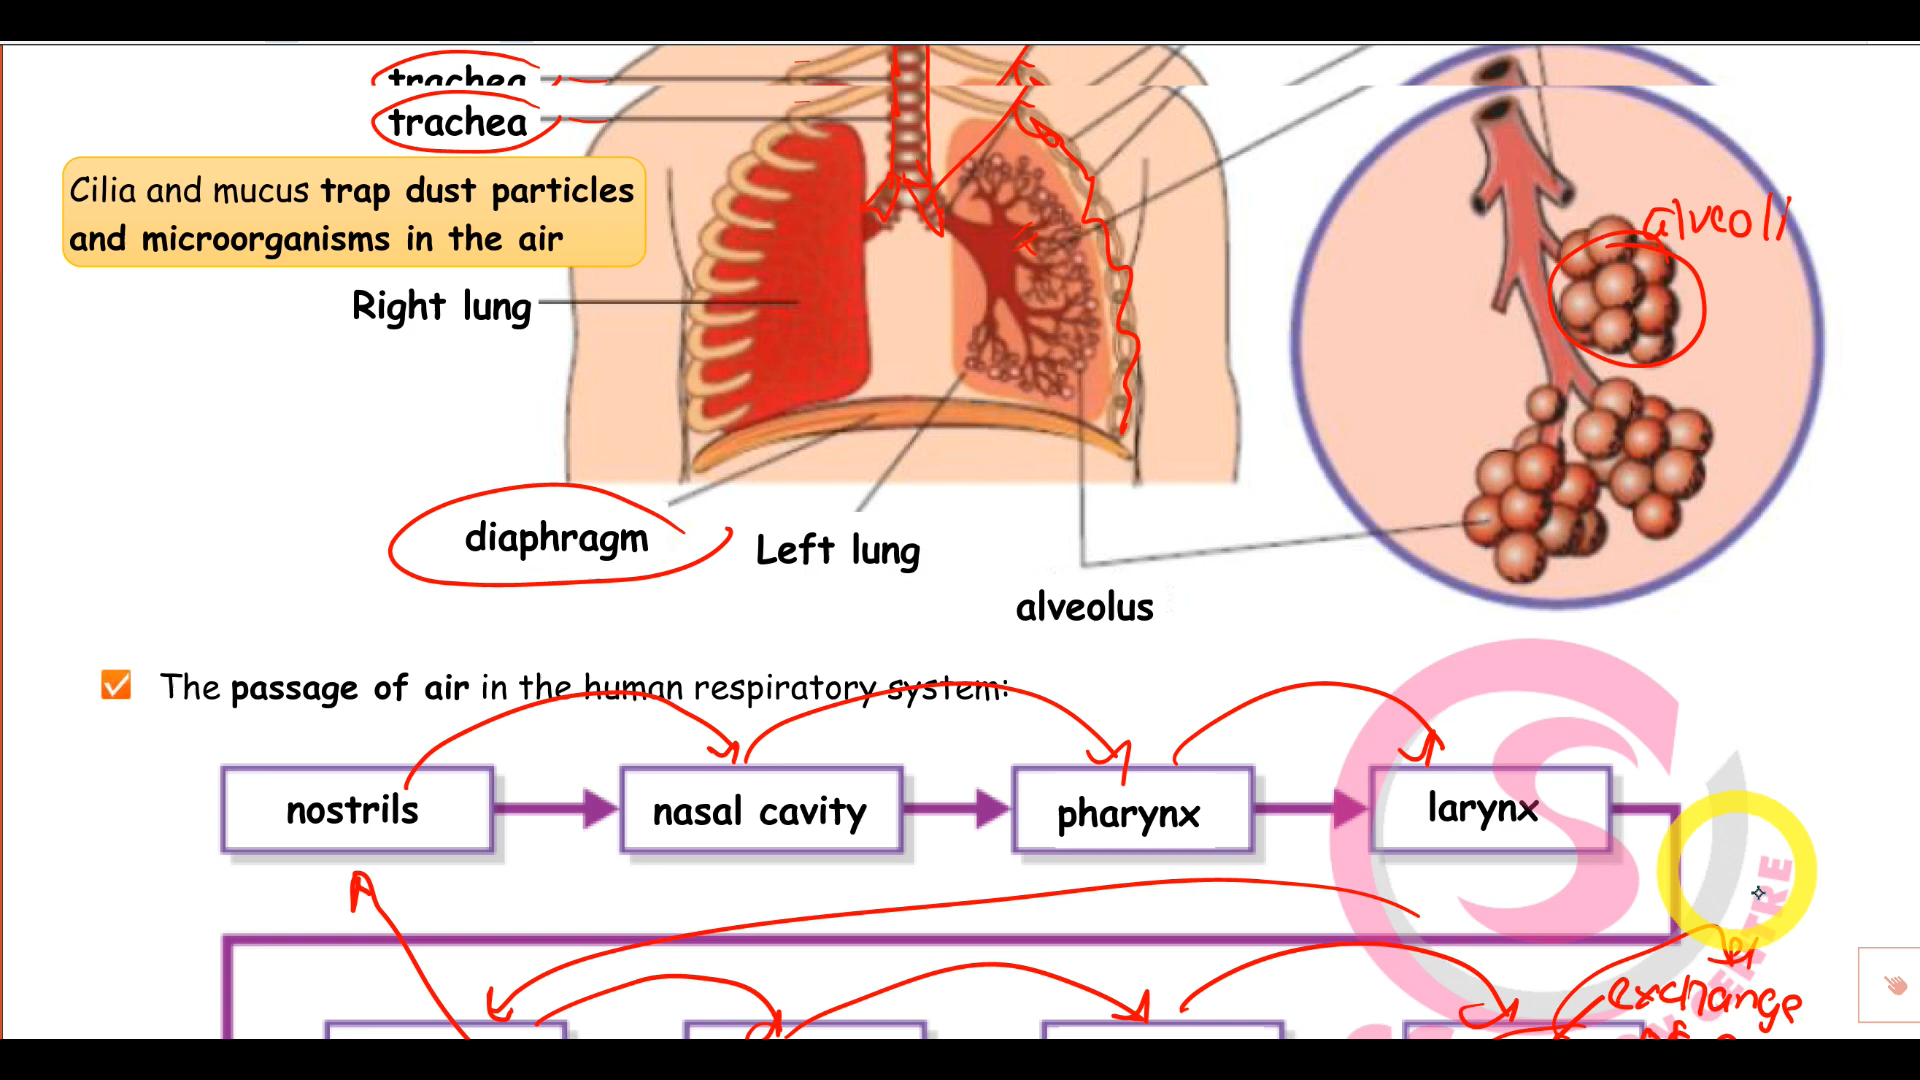 trachea
trachea
Cilia and mucus trap dust particles
and microorganisms in the air
alveoli
Right lung
diaphragm
Left lung
alveolus
The passage of air in the human respiratory system:
nostrils
nasal cavity
pharynx
larynx
exchange